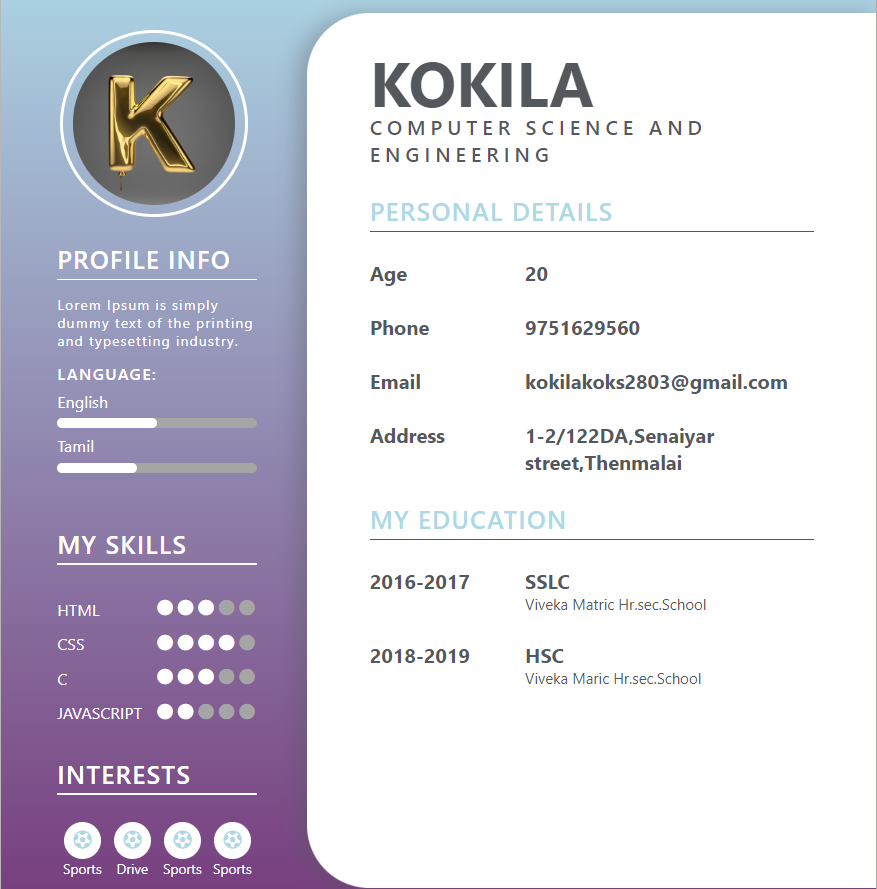 K
PROFILE INFO
Lorem Ipsum is simply
dummy text of the printing
and typesetting industry.
LANGUAGE:
English
Tamil
MY SKILLS
HTML
CSS
C
JAVASCRIPT
INTERESTS
Sports Drive Sports Sports
KOKILA
COMPUTER SCIENCE AND
ENGINEERING
PERSONAL DETAILS
Age 20
Phone 9751629560
Email kokilakoks2803@gmail.com
Address 1-2/122DA,Senaiyar
street,Thenmalai
MY EDUCATION
2016-2017 SSLC
Viveka Matric Hr.sec.School
2018-2019 HSC
Viveka Maric Hr.sec.School